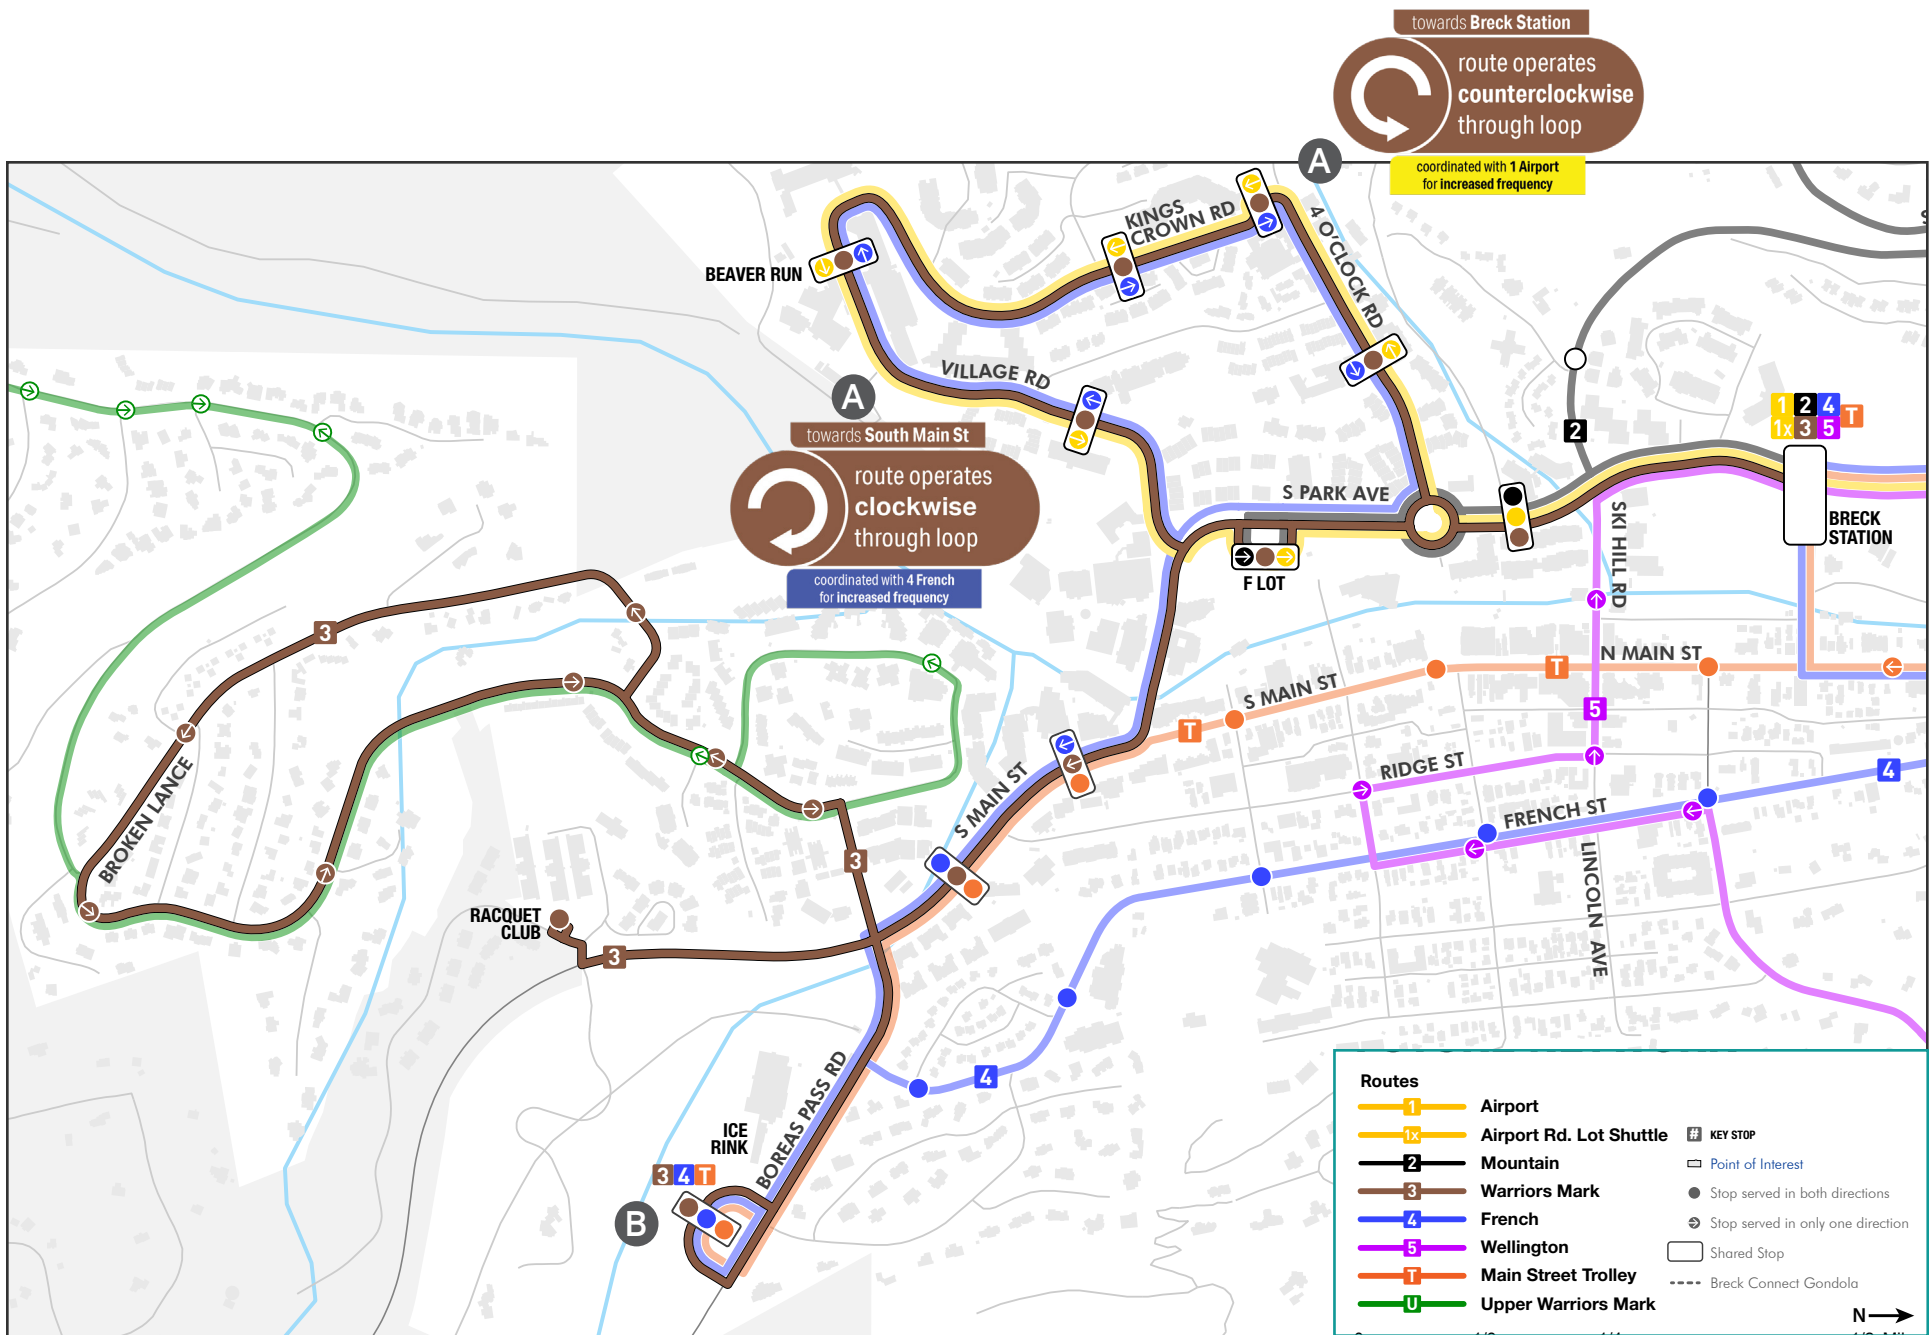 towards Breck Station
route operates
counterclockwise
through loop
coordinated with 1 Airport
for increased frequency
A
KINGS
CROWN RD
4 O'CLOCK RD
BEAVER RUN
VILLAGE RD
A
towards South Main St
route operates
clockwise
through loop
coordinated with 4 French
for increased frequency
2
1 2 4 T
1x 3 5
S PARK AVE
F LOT
SKI HILL RD
BRECK
STATION
3
N MAIN ST
T
S MAIN ST
T
5
RIDGE ST
4
FRENCH ST
LINCOLN AVE
BROKEN LANCE
S MAIN ST
3
RACQUET
CLUB
3
4
BOREAS PASS RD
ICE
RINK
3 4 T
B
Routes
1 Airport
1x Airport Rd. Lot Shuttle
2 Mountain
3 Warriors Mark
4 French
5 Wellington
T Main Street Trolley
U Upper Warriors Mark
# KEY STOP
Point of Interest
Stop served in both directions
Stop served in only one direction
Shared Stop
Breck Connect Gondola
N